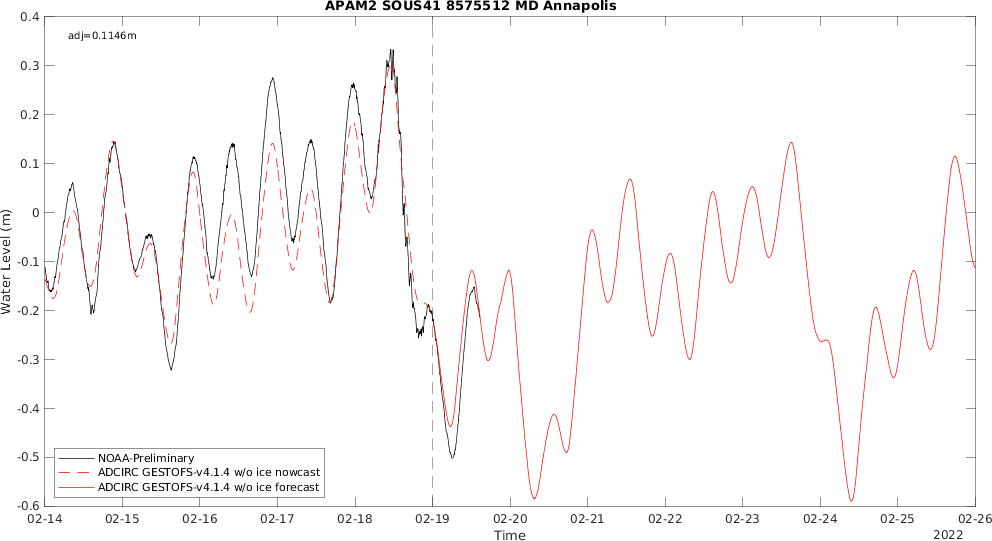 APAM2 SOUS41 8575512 MD Annapolis
adj=0.1146m
0.4
0.3
0.2
0.1
0
-0.1
-0.2
-0.3
-0.4
-0.5
-0.6
Water Level (m)
NOAA-Preliminary
ADCIRC GESTOFS-v4.1.4 w/o ice nowcast
ADCIRC GESTOFS-v4.1.4 w/o ice forecast
02-14 02-15 02-16 02-17 02-18 02-19 02-20 02-21 02-22 02-23 02-24 02-25 02-26
Time
2022